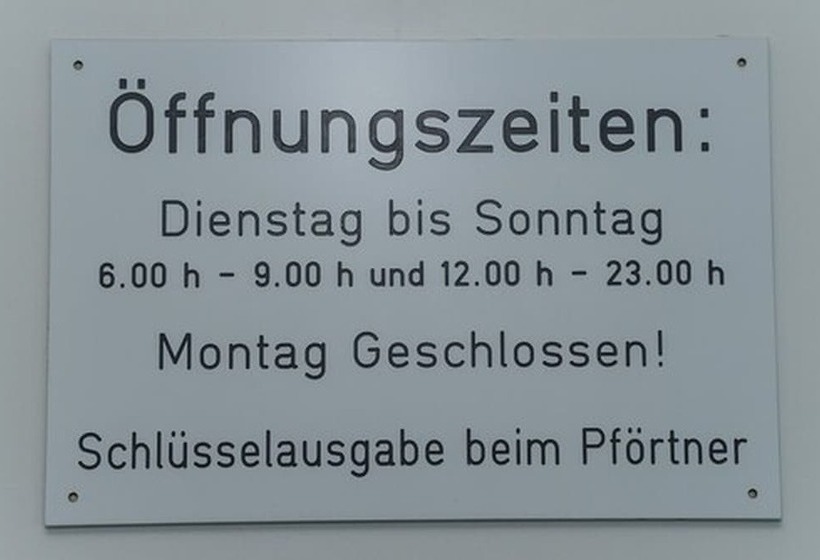 Öffnungszeiten:
Dienstag bis Sonntag
6.00 h - 9.00 h und 12.00 h - 23.00 h
Montag Geschlossen!
Schlüsselausgabe beim Pförtner